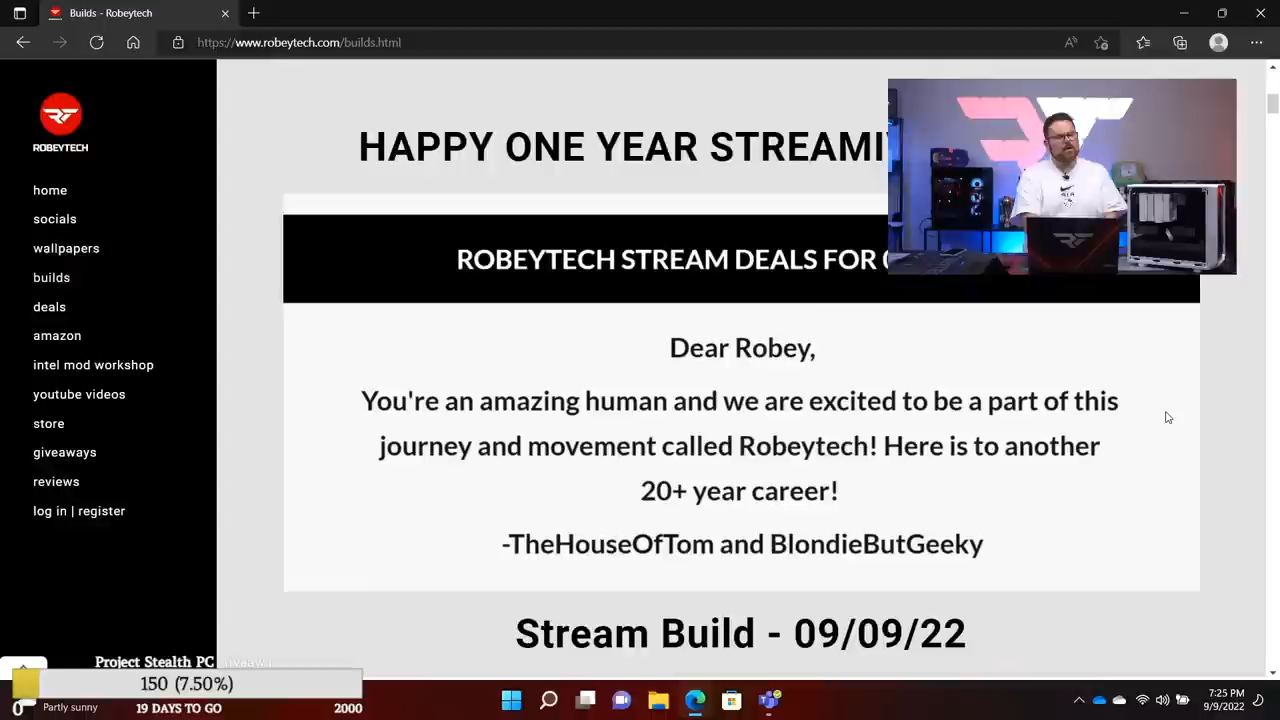 Builds - Robeytech
https://www.robeytech.com/builds.html
ROBEYTECH
home
socials
wallpapers
builds
deals
amazon
intel mod workshop
youtube videos
store
giveaways
reviews
log in | register
HAPPY ONE YEAR
ROBEYTECH STREAM DEALS FOR
Dear Robey,
You're an amazing human and we are excited to be a part of this
journey and movement called Robeytech! Here is to another
20+ year career!
-TheHouseOfTom and BlondieButGeeky
Stream Build - 09/09/22
Project Stealth PC
150 (7.50%)
0
Partly sunny
19 DAYS TO GO
2000
7:25 PM
9/9/2022